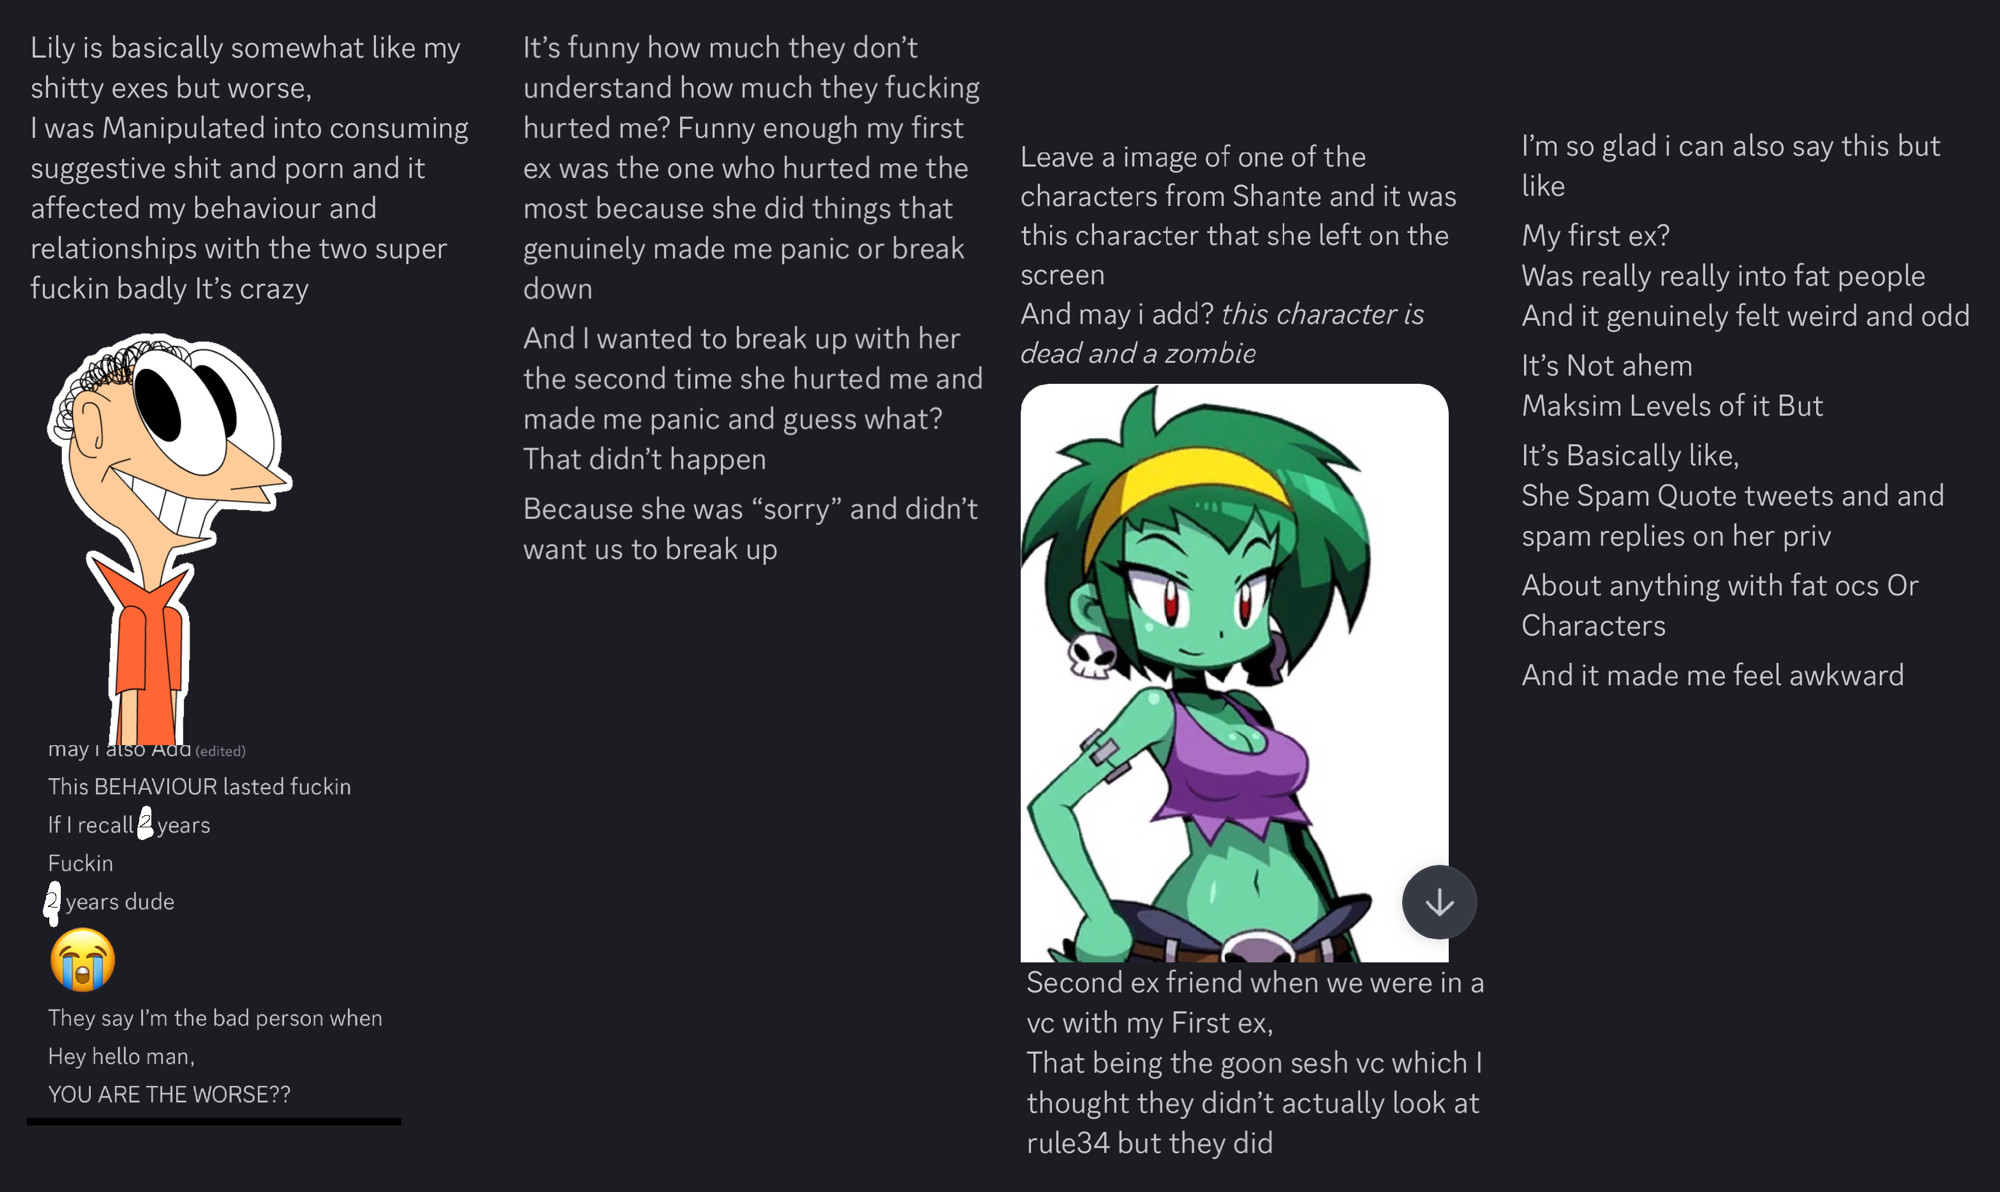 Lily is basically somewhat like my
shitty exes but worse,
I was Manipulated into consuming
suggestive shit and porn and it
affected my behaviour and
relationships with the two super
fuckin badly It's crazy
may i also Add (edited)
This BEHAVIOUR lasted fuckin
If I recall 2 years
Fuckin
2 years dude
They say I'm the bad person when
Hey hello man,
YOU ARE THE WORSE??
It's funny how much they don't
understand how much they fucking
hurted me? Funny enough my first
ex was the one who hurted me the
most because she did things that
genuinely made me panic or break
down
And I wanted to break up with her
the second time she hurted me and
made me panic and guess what?
That didn't happen
Because she was “sorry” and didn't
want us to break up
Leave a image of one of the
characters from Shante and it was
this character that she left on the
screen
And may i add? this character is
dead and a zombie
Second ex friend when we were in a
vc with my First ex,
That being the goon sesh vc which I
thought they didn't actually look at
rule34 but they did
I'm so glad i can also say this but
like
My first ex?
Was really really into fat people
And it genuinely felt weird and odd
It's Not ahem
Maksim Levels of it But
It's Basically like,
She Spam Quote tweets and and
spam replies on her priv
About anything with fat ocs Or
Characters
And it made me feel awkward